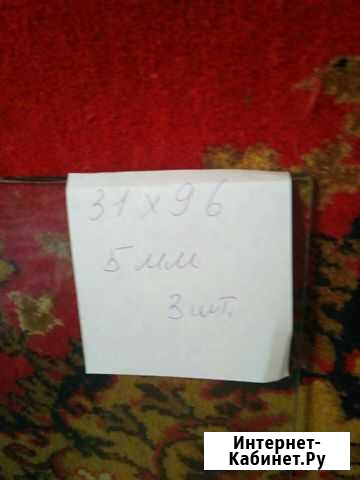 31 х 96
5 мм
3 шт.
Интернет-
Кабинет.Ру